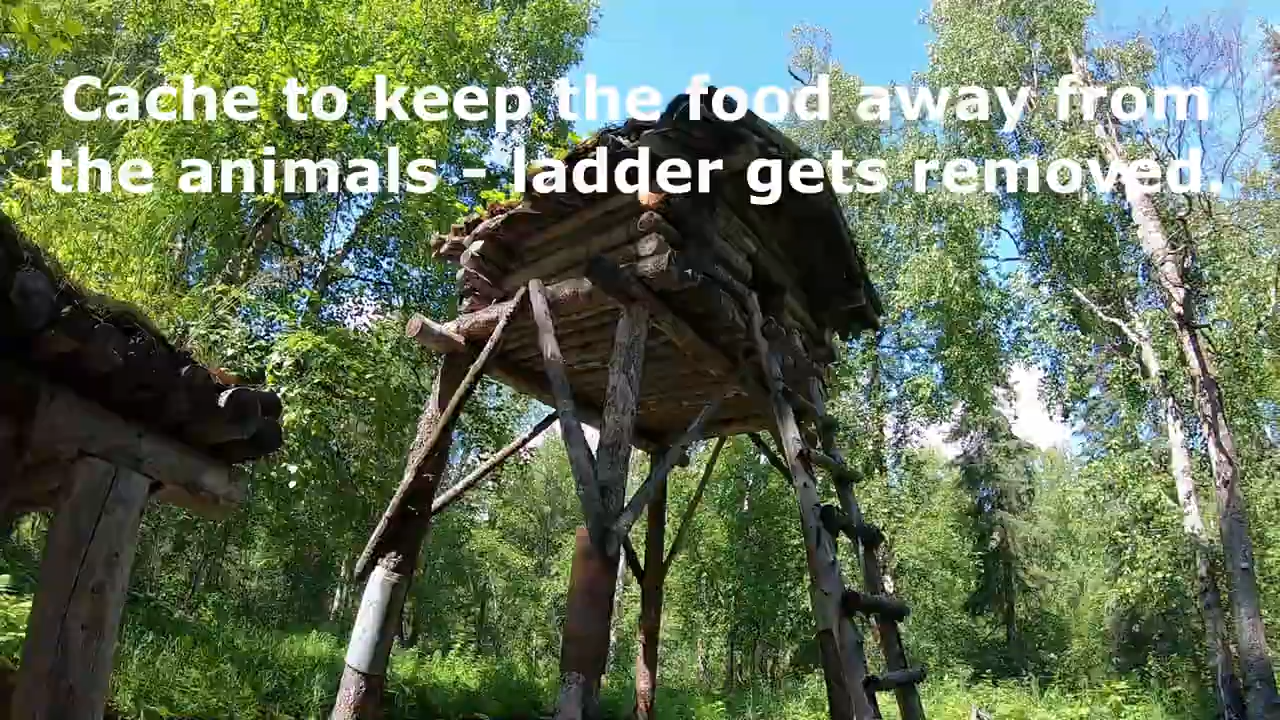 Cache to keep the food away from
the animals - ladder gets removed.